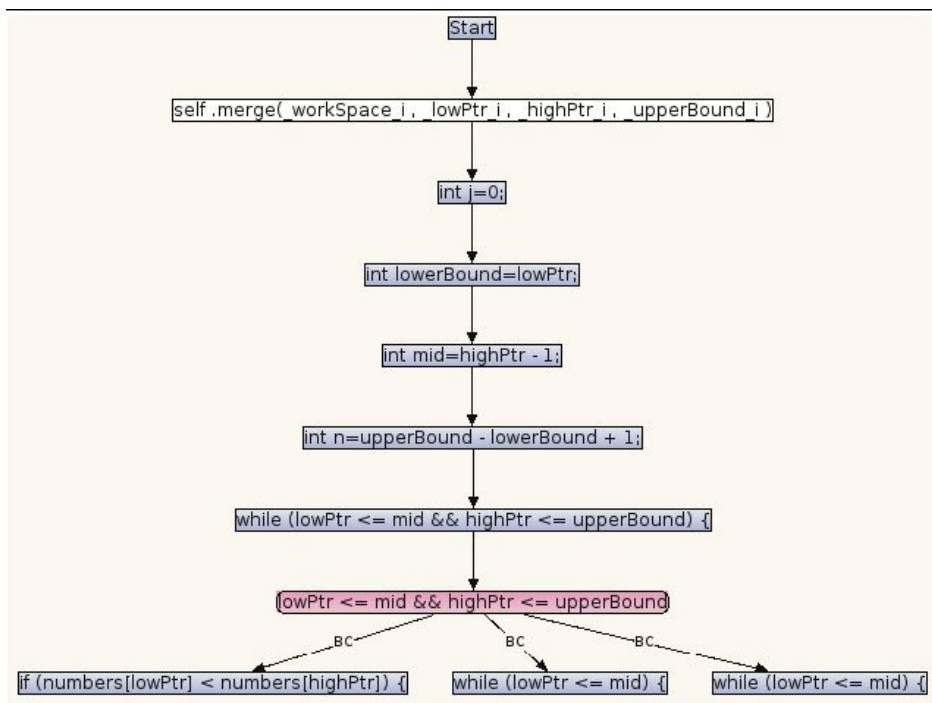 Start
self .merge( _workSpace_i , _lowPtr_i , _highPtr_i , _upperBound_i )
int j=0;
int lowerBound=lowPtr;
int mid=highPtr - 1;
int n=upperBound - lowerBound + 1;
while (lowPtr <= mid && highPtr <= upperBound) {
lowPtr <= mid && highPtr <= upperBound
BC BC BC
if (numbers[lowPtr] < numbers[highPtr]) { while (lowPtr <= mid) { while (lowPtr <= mid) {